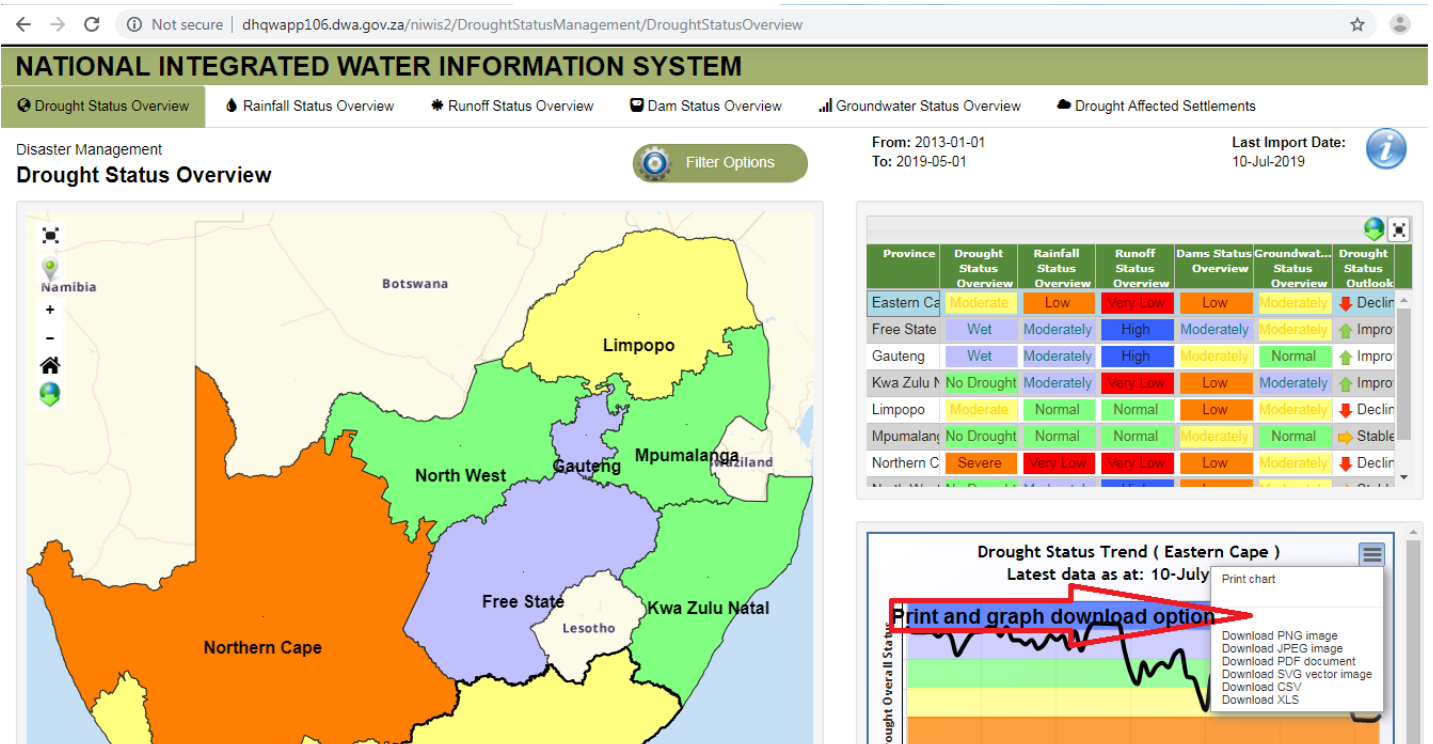 Not secure | dhqwapp106.dwa.gov.za/niwis2/DroughtStatusManagement/DroughtStatusOverview
NATIONAL INTEGRATED WATER INFORMATION SYSTEM
Drought Status Overview Rainfall Status Overview Runoff Status Overview Dam Status Overview Groundwater Status Overview Drought Affected Settlements
Disaster Management
Drought Status Overview
Filter Options
From: 2013-01-01
To: 2019-05-01
Last Import Date:
10-Jul-2019
Namibia
Botswana
+
-
Limpopo
North West
Gauteng
Mpumalanga
Free State
Lesotho
Kwa Zulu Natal
Northern Cape
Province Drought Status Overview Rainfall Status Overview Runoff Status Overview Dams Status Overview Groundwat... Status Overview Drought Status Outlook
Eastern Ca Moderate Low Very Low Low Moderately Declin
Free State Wet Moderately High Moderately Moderately Impro
Gauteng Wet Moderately High Moderately Normal Impro
Kwa Zulu N No Drought Moderately Very Low Low Moderately Impro
Limpopo Moderate Normal Normal Low Moderately Declin
Mpumalang No Drought Normal Normal Moderately Normal Stable
Northern C Severe Very Low Very Low Low Moderately Declin
Drought Status Trend ( Eastern Cape )
Latest data as at: 10-July
Print chart
Print and graph download option
Download PNG image
Download JPEG image
Download PDF document
Download SVG vector image
Download CSV
Download XLS
ought Overall Status